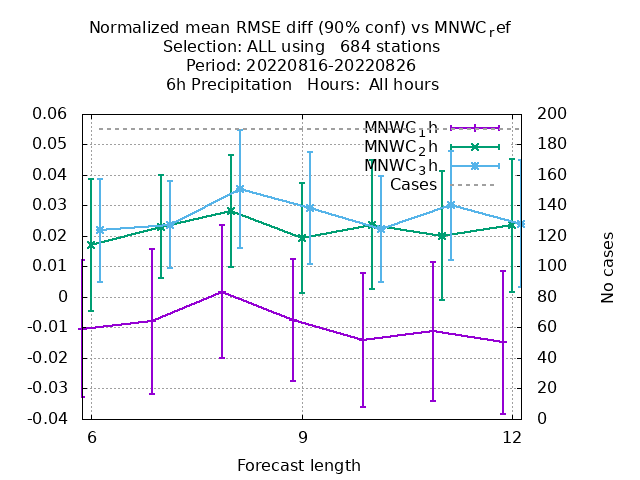 Normalized mean RMSE diff (90% conf) vs MNWC_ref
Selection: ALL using   684 stations
Period: 20220816-20220826
6h Precipitation   Hours:  All hours
0.06
0.05
0.04
0.03
0.02
0.01
0
-0.01
-0.02
-0.03
-0.04
200
180
160
140
120
100
80
60
40
20
0
MNWC_1h
MNWC_2h
MNWC_3h
Cases
No cases
6
9
12
Forecast length